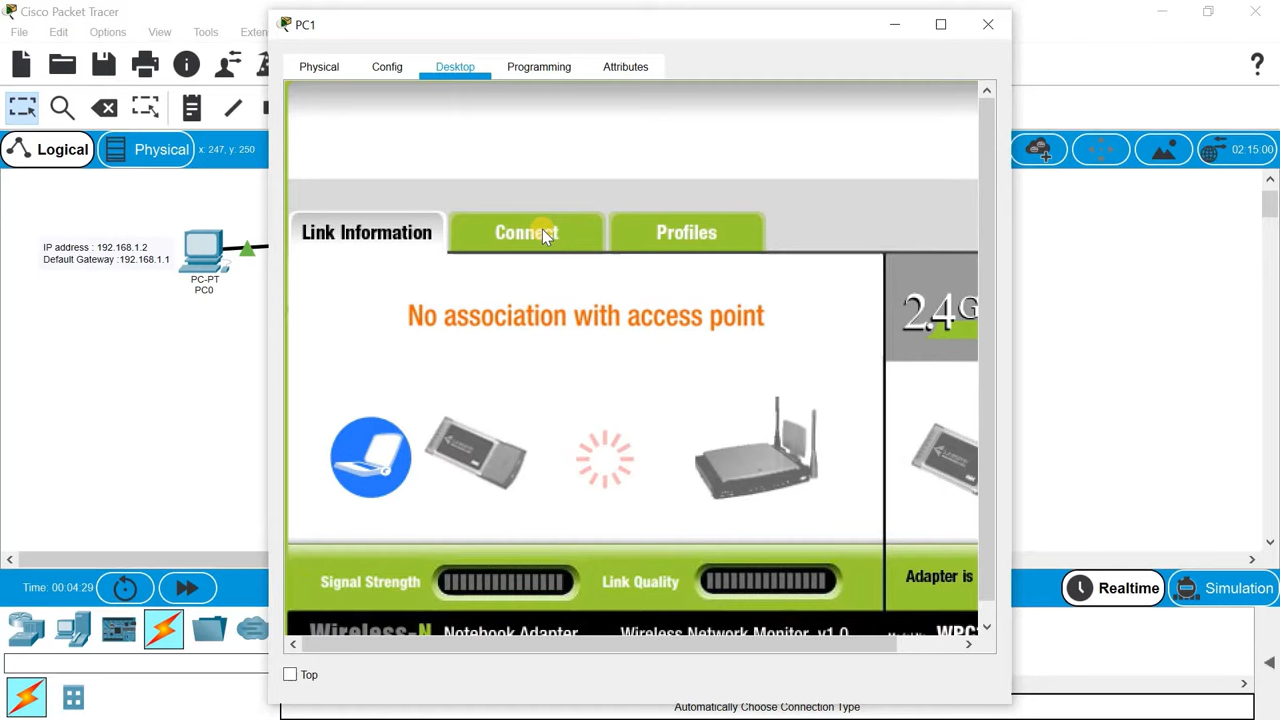 Cisco Packet Tracer
PC1
File Edit Options View Tools Exten
Physical Config Desktop Programming Attributes
?
Logical Physical x: 247, y: 250 02 15:00
Link Information Connect Profiles
IP address : 192.168.1.2
Default Gateway :192.168.1.1
PC-PT
PC0
No association with access point
2.4G
Signal Strength Link Quality Adapter is
Time: 00:04:29 Realtime Simulation
Wireless-N Notebook Adapter Wireless Network Monitor v1.0
Top
Automatically Choose Connection Type